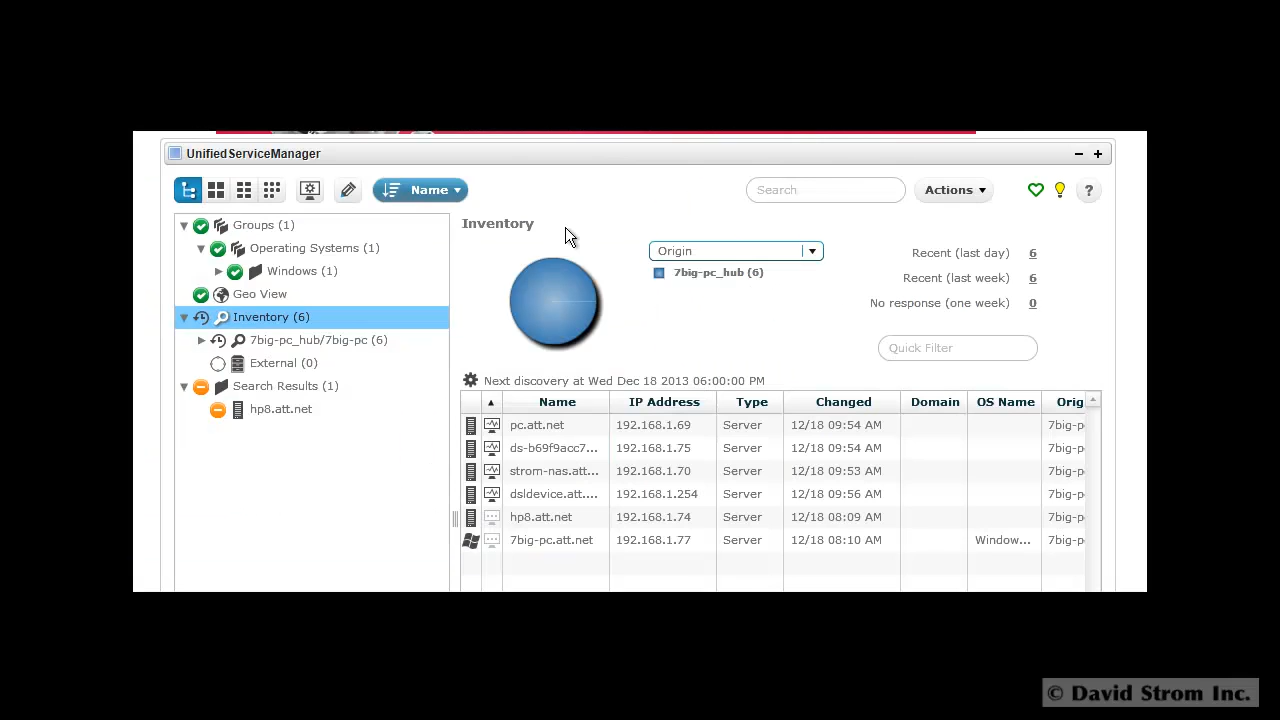 UnifiedServiceManager
Name
Search
Actions
?
Groups (1)
Operating Systems (1)
Windows (1)
Geo View
Inventory (6)
7big-pc_hub/7big-pc (6)
External (0)
Search Results (1)
hp8.att.net
Inventory
Origin
7big-pc_hub (6)
Recent (last day) 6
Recent (last week) 6
No response (one week) 0
Quick Filter
Next discovery at Wed Dec 18 2013 06:00:00 PM
Name IP Address Type Changed Domain OS Name Orig
pc.att.net 192.168.1.69 Server 12/18 09:54 AM 7big-p
ds-b69f9acc7... 192.168.1.75 Server 12/18 09:54 AM 7big-p
strom-nas.att... 192.168.1.70 Server 12/18 09:53 AM 7big-p
dsldevice.att.... 192.168.1.254 Server 12/18 09:56 AM 7big-p
hp8.att.net 192.168.1.74 Server 12/18 08:09 AM 7big-p
7big-pc.att.net 192.168.1.77 Server 12/18 08:10 AM Window... 7big-p
© David Strom Inc.